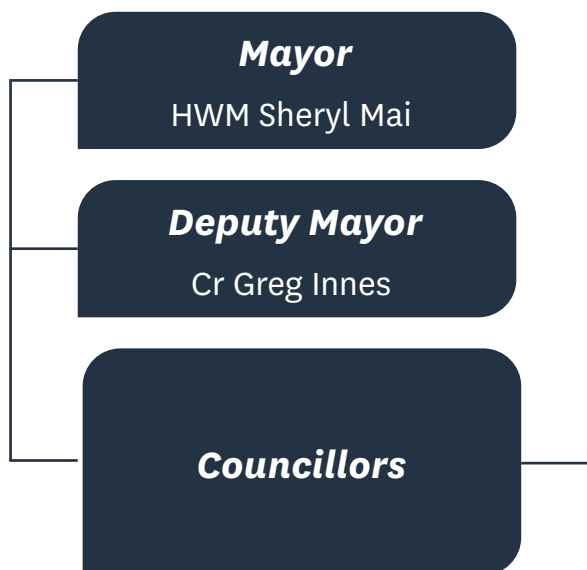 Mayor
HWM Sheryl Mai
Deputy Mayor
Cr Greg Innes
Councillors